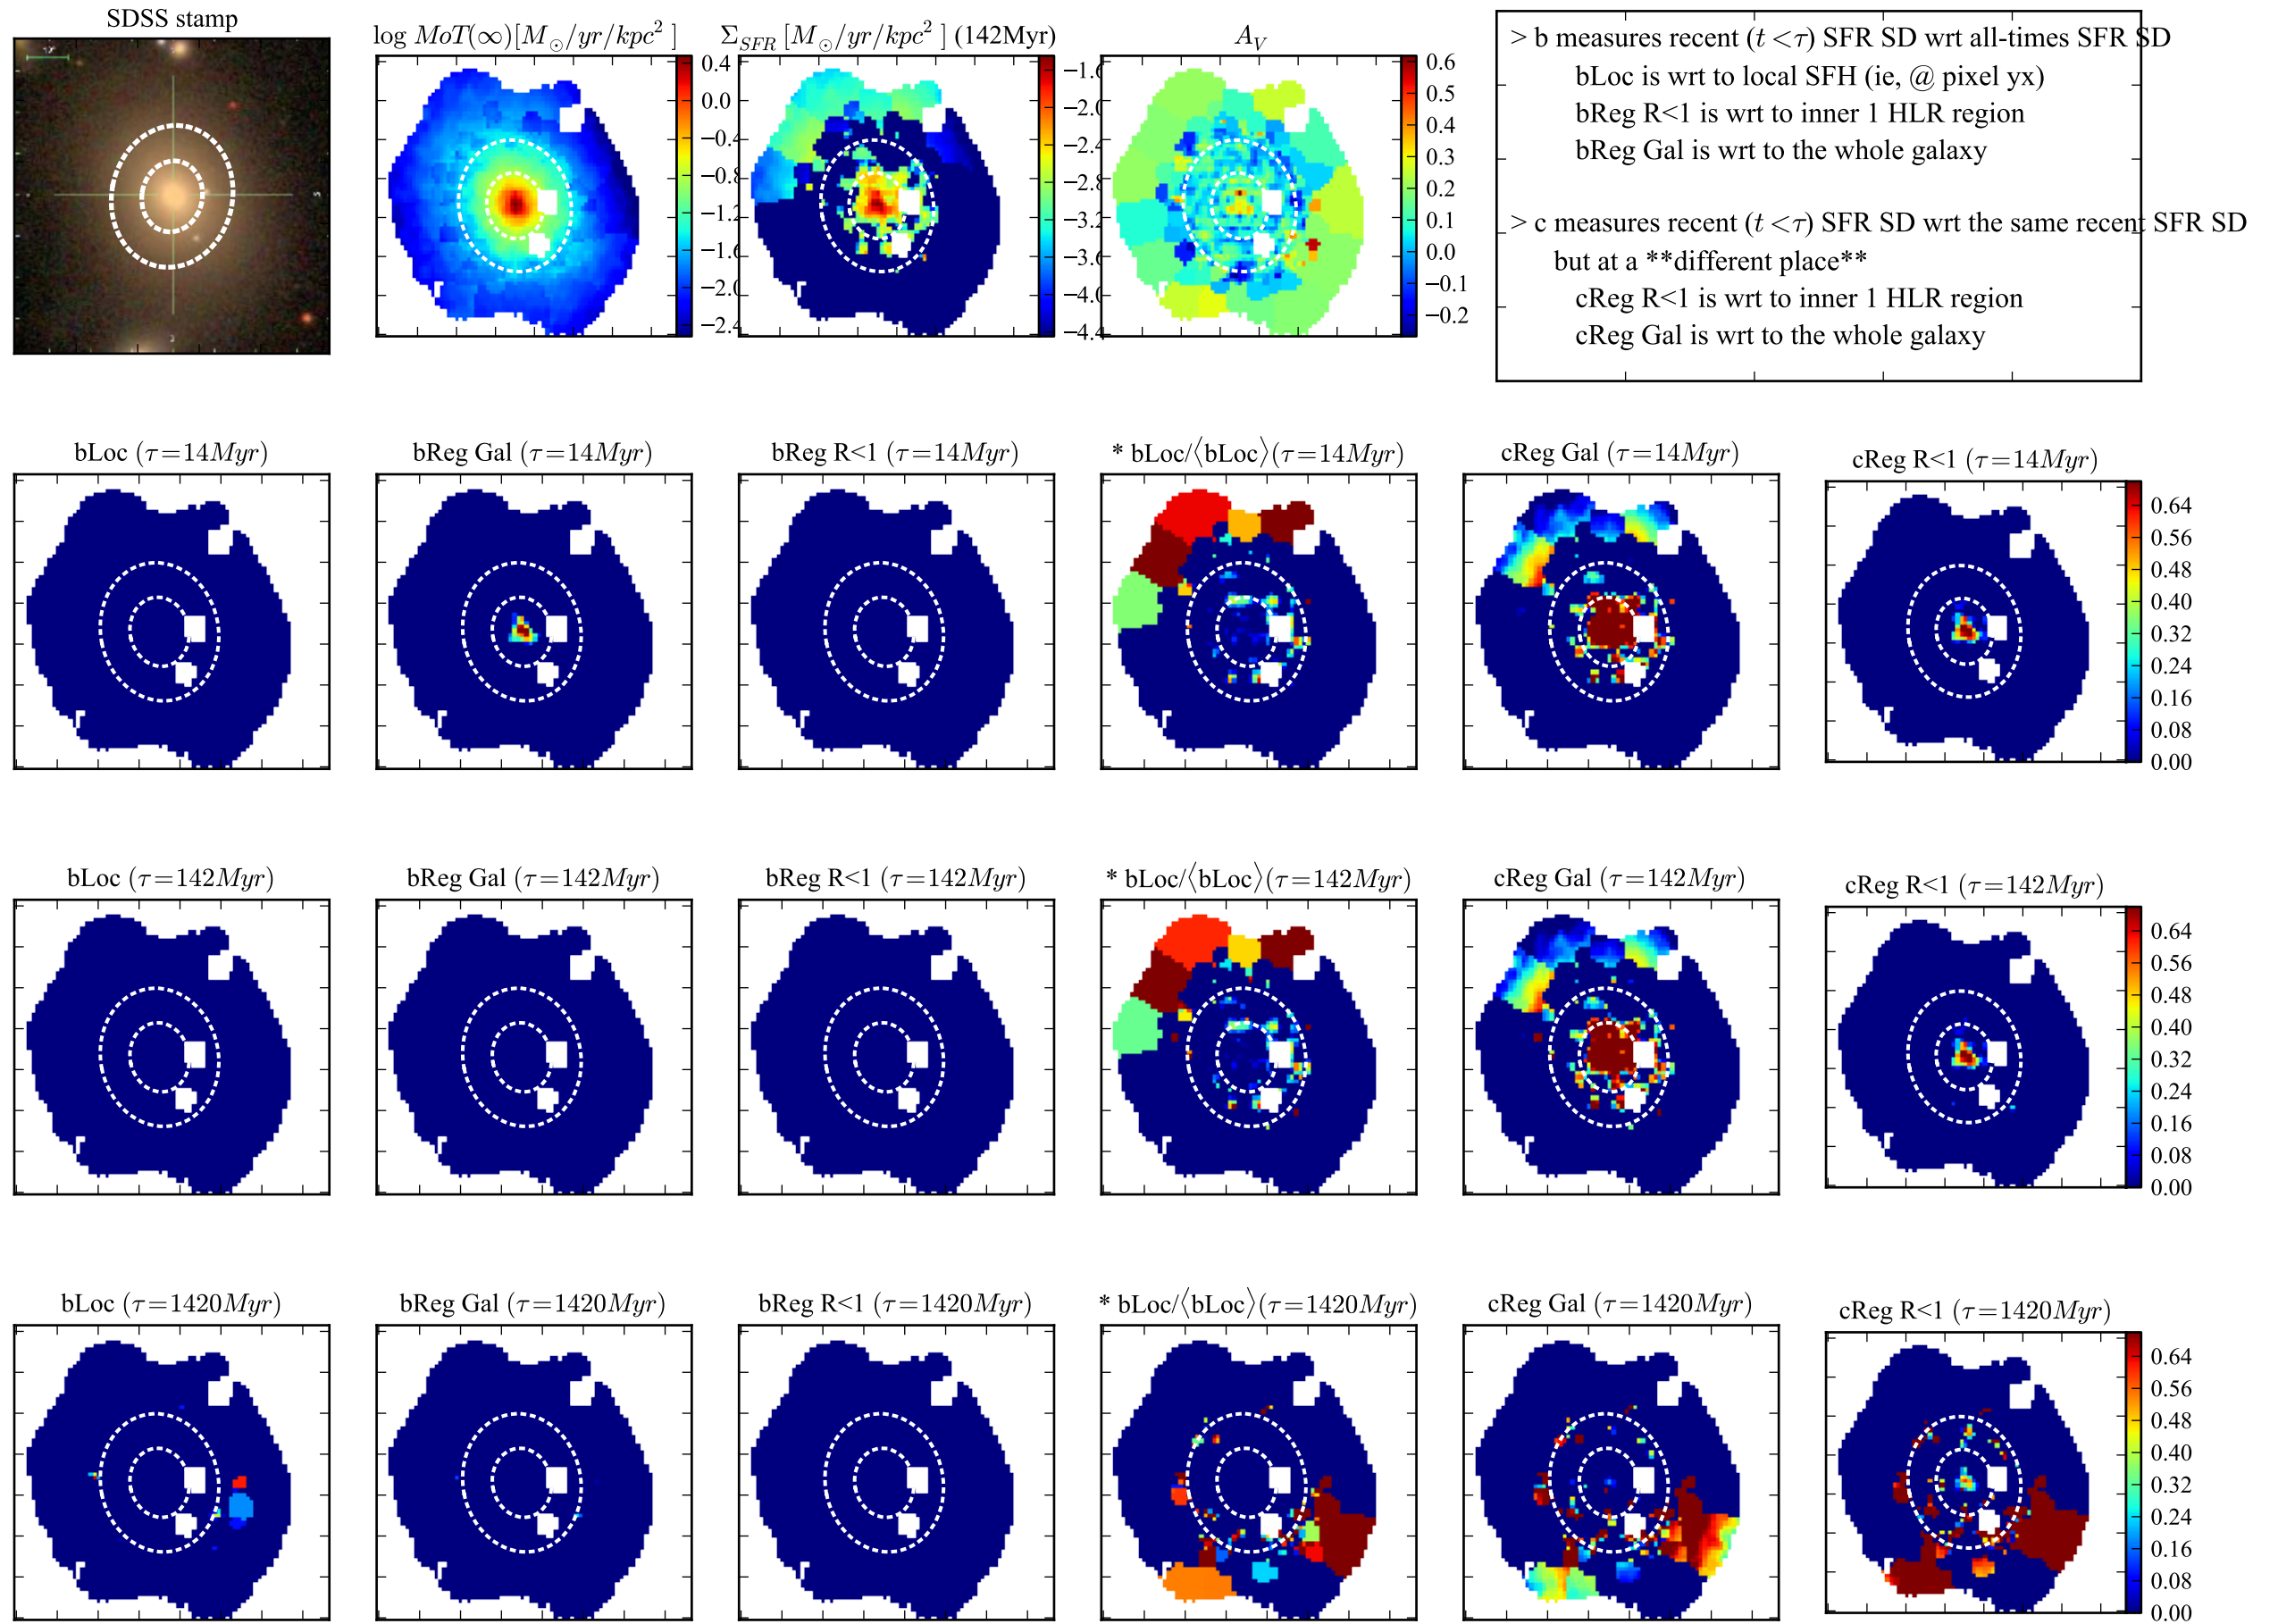 SDSS stamp
log MoT(∞)[M⊙/yr/kpc²]
Σ_SFR [M⊙/yr/kpc²] (142Myr)
A_V
0.4
0.0
−0.4
−0.8
−1.2
−1.6
−2.0
−2.4
−1.6
−2.0
−2.4
−2.8
−3.2
−3.6
−4.0
−4.4
0.6
0.5
0.4
0.3
0.2
0.1
0.0
−0.1
−0.2
> b measures recent (t<τ) SFR SD wrt all-times SFR SD
bLoc is wrt to local SFH (ie, @ pixel yx)
bReg R<1 is wrt to inner 1 HLR region
bReg Gal is wrt to the whole galaxy
> c measures recent (t<τ) SFR SD wrt the same recent SFR SD
but at a **different place**
cReg R<1 is wrt to inner 1 HLR region
cReg Gal is wrt to the whole galaxy
bLoc (τ=14Myr)
bReg Gal (τ=14Myr)
bReg R<1 (τ=14Myr)
* bLoc/⟨bLoc⟩(τ=14Myr)
cReg Gal (τ=14Myr)
cReg R<1 (τ=14Myr)
0.64
0.56
0.48
0.40
0.32
0.24
0.16
0.08
0.00
bLoc (τ=142Myr)
bReg Gal (τ=142Myr)
bReg R<1 (τ=142Myr)
* bLoc/⟨bLoc⟩(τ=142Myr)
cReg Gal (τ=142Myr)
cReg R<1 (τ=142Myr)
0.64
0.56
0.48
0.40
0.32
0.24
0.16
0.08
0.00
bLoc (τ=1420Myr)
bReg Gal (τ=1420Myr)
bReg R<1 (τ=1420Myr)
* bLoc/⟨bLoc⟩(τ=1420Myr)
cReg Gal (τ=1420Myr)
cReg R<1 (τ=1420Myr)
0.64
0.56
0.48
0.40
0.32
0.24
0.16
0.08
0.00